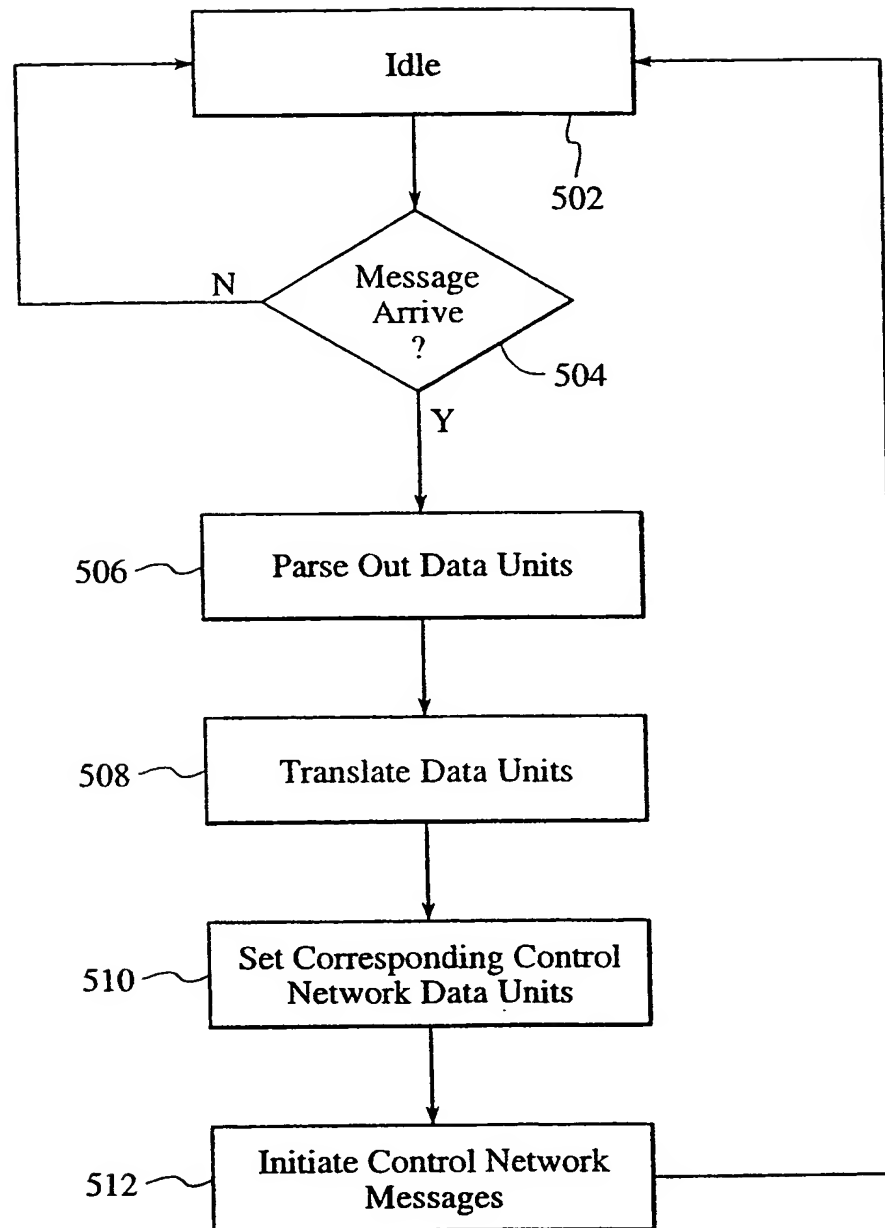 Idle
502
Message
Arrive
?
N
504
Y
Parse Out Data Units
506
Translate Data Units
508
Set Corresponding Control
Network Data Units
510
Initiate Control Network
Messages
512